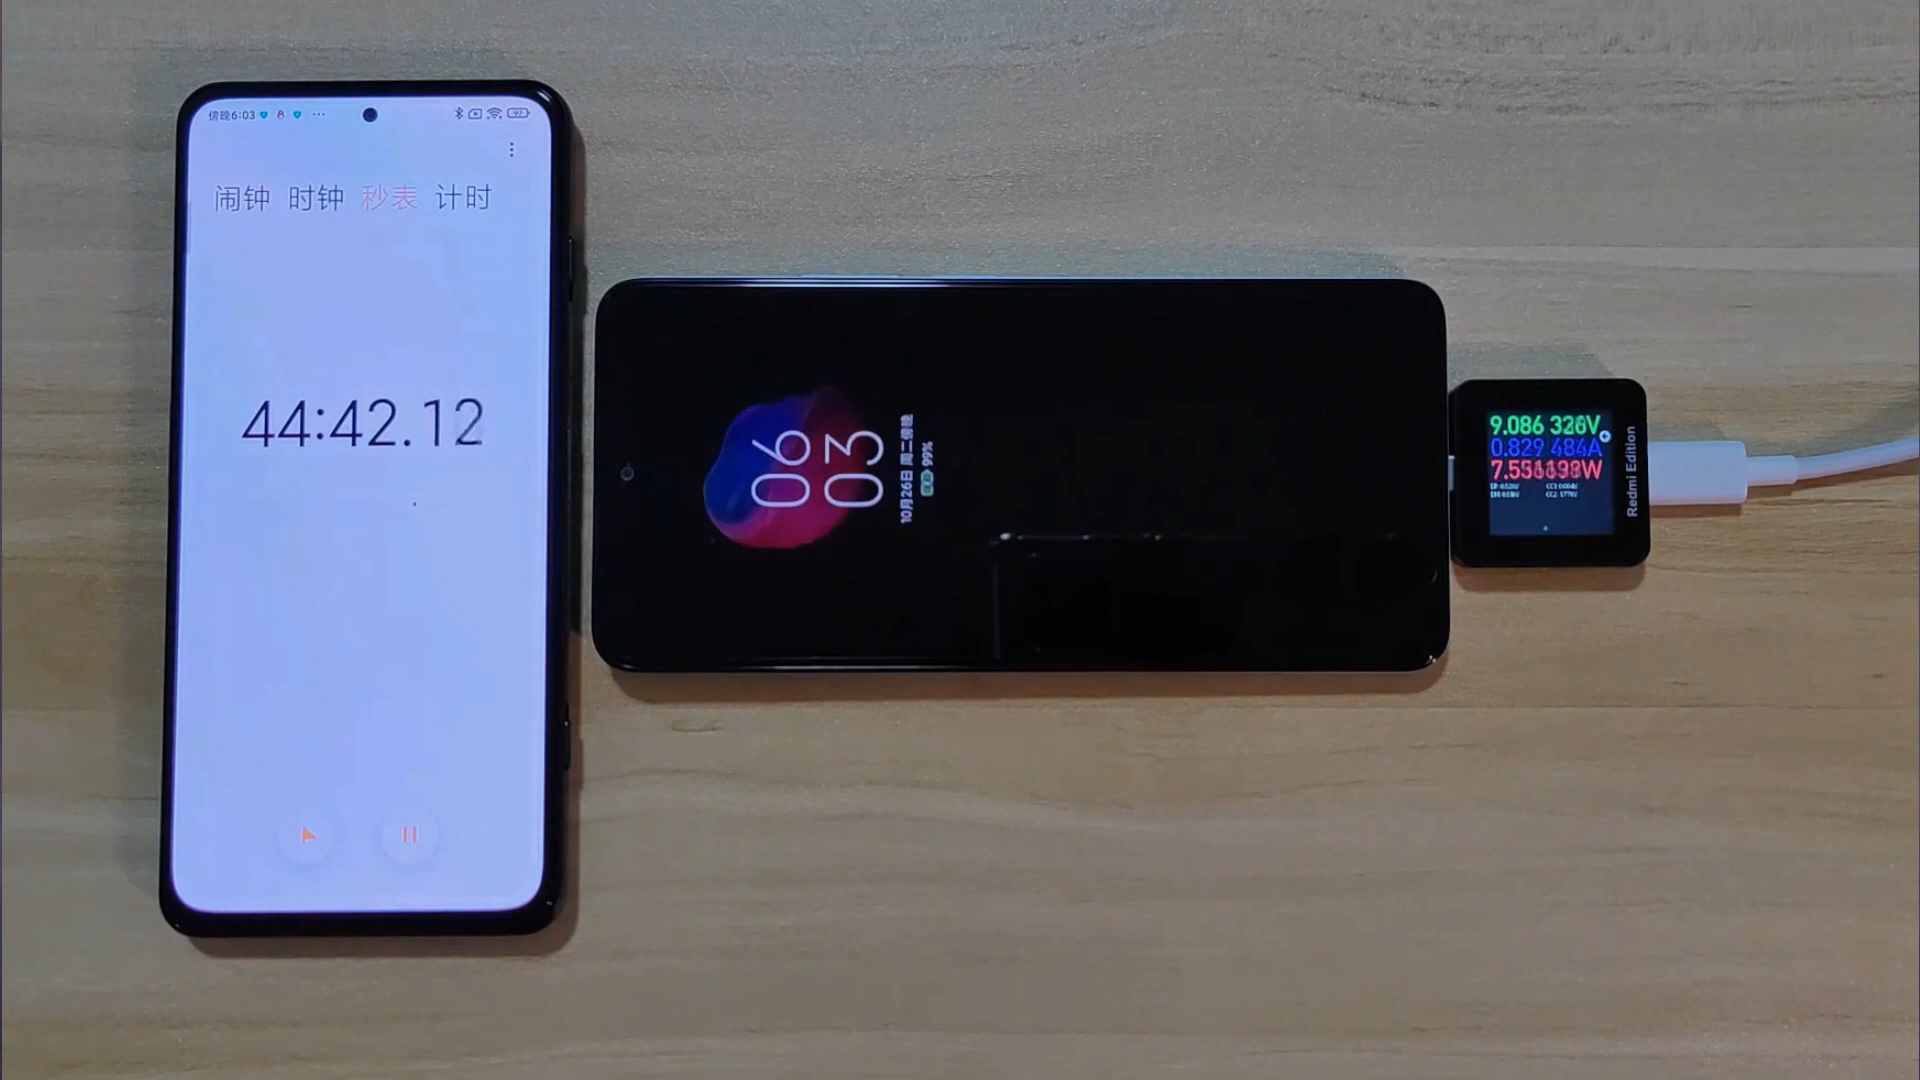 傍晚6:03
97
闹钟 时钟 秒表 计时
44:42.12
06
03
10月26日 周二傍晚
99%
9.086 326V
0.829 484A
Redmi Edition